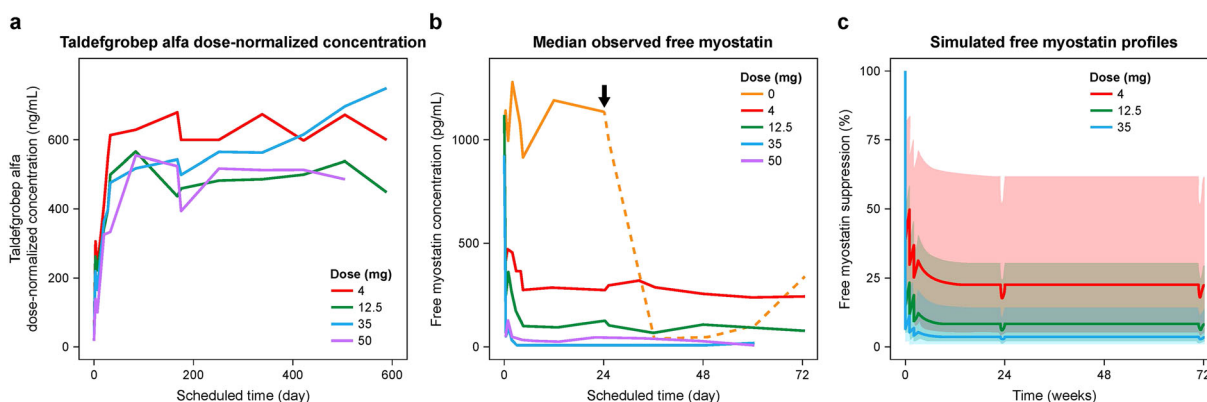 a
Taldefgrobep alfa dose-normalized concentration
Taldefgrobep alfa
dose-normalized concentration (ng/mL)
600
400
200
0
Dose (mg)
4
12.5
35
50
0 100 200 300 400 500 600
Scheduled time (day)
b
Median observed free myostatin
Free myostatin concentration (pg/mL)
1000
500
0
Dose (mg)
0
4
12.5
35
50
0 24 48 72
Scheduled time (day)
c
Simulated free myostatin profiles
Free myostatin suppression (%)
100
75
50
25
0
Dose (mg)
4
12.5
35
0 24 48 72
Time (weeks)